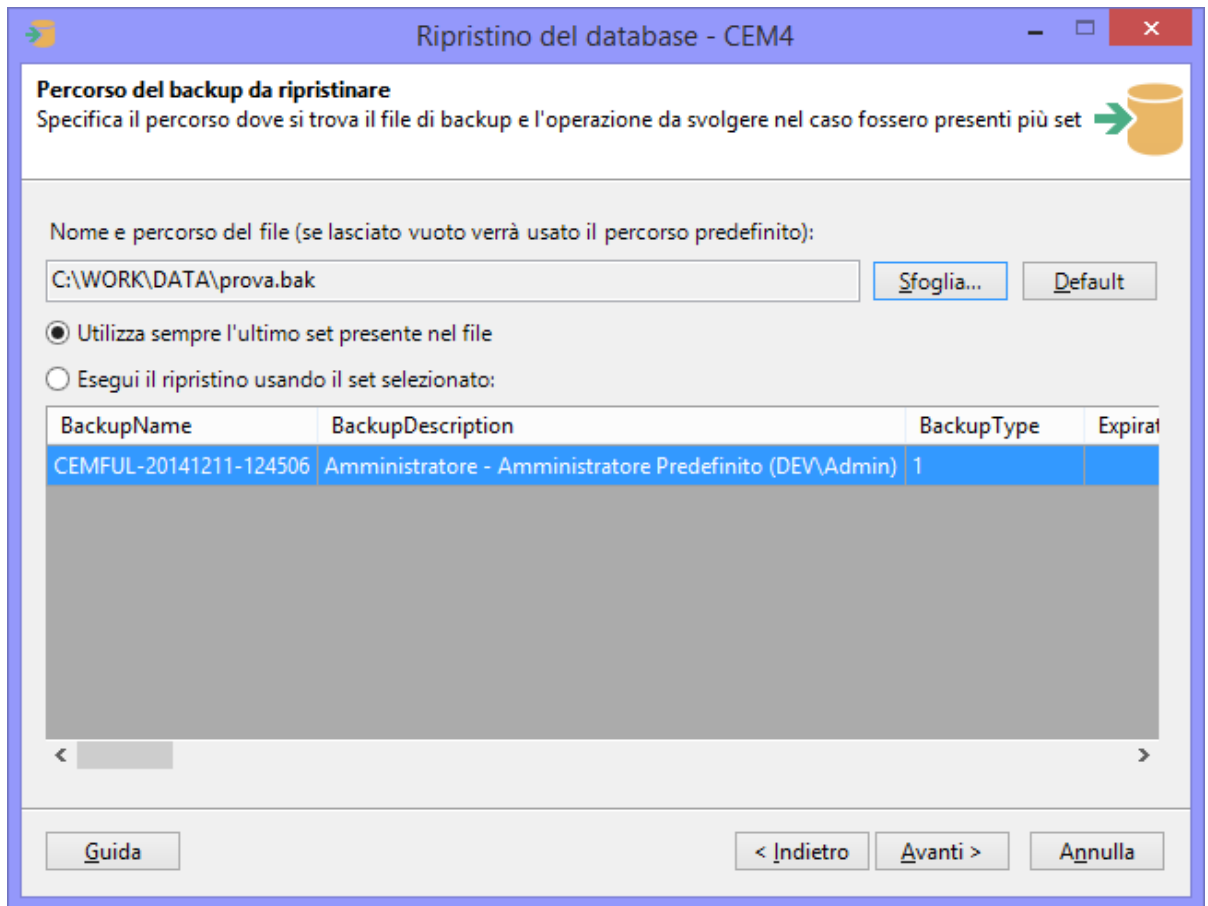 Ripristino del database - CEM4
Percorso del backup da ripristinare
Specifica il percorso dove si trova il file di backup e l'operazione da svolgere nel caso fossero presenti più set
Nome e percorso del file (se lasciato vuoto verrà usato il percorso predefinito):
C:\WORK\DATA\prova.bak Sfoglia... Default
Utilizza sempre l'ultimo set presente nel file
Esegui il ripristino usando il set selezionato:
BackupName BackupDescription BackupType Expirat
CEMFUL-20141211-124506 Amministratore - Amministratore Predefinito (DEV\Admin) 1
Guida < Indietro Avanti > Annulla